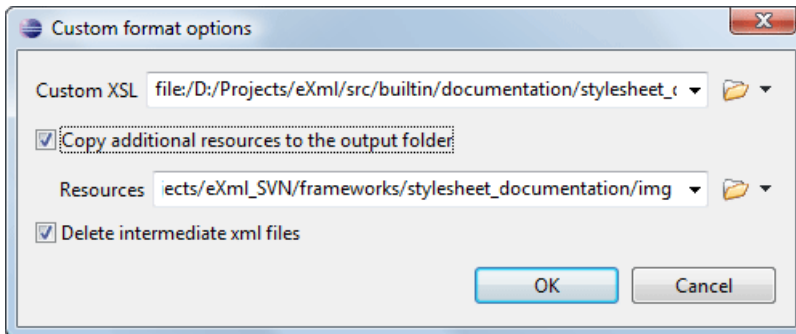 Custom format options
Custom XSL file:/D:/Projects/eXml/src/builtin/documentation/stylesheet_
Copy additional resources to the output folder
Resources jects/eXml_SVN/frameworks/stylesheet_documentation/img
Delete intermediate xml files
OK Cancel